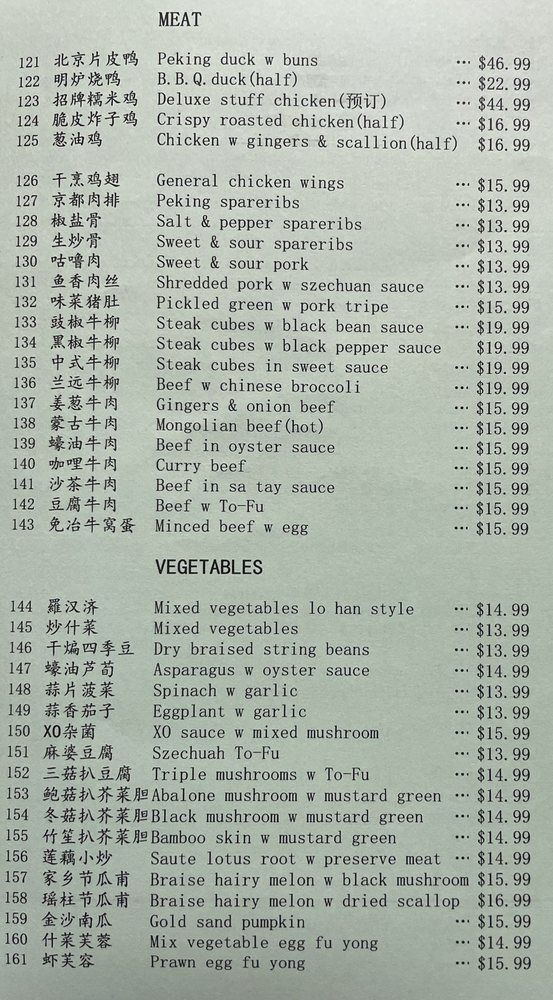 MEAT
121 北京片皮鸭 Peking duck w buns ··· $46.99
122 明炉烧鸭 B.B.Q.duck(half) ··· $22.99
123 招牌糯米鸡 Deluxe stuff chicken(预订) ··· $44.99
124 脆皮炸子鸡 Crispy roasted chicken(half) ··· $16.99
125 葱油鸡 Chicken w gingers & scallion(half) $16.99
126 干烹鸡翅 General chicken wings ··· $15.99
127 京都肉排 Peking spareribs ··· $13.99
128 椒盐骨 Salt & pepper spareribs ··· $13.99
129 生炒骨 Sweet & sour spareribs ··· $13.99
130 咕噜肉 Sweet & sour pork ··· $13.99
131 鱼香肉丝 Shredded pork w szechuan sauce ··· $13.99
132 味菜猪肚 Pickled green w pork tripe ··· $15.99
133 豉椒牛柳 Steak cubes w black bean sauce ··· $19.99
134 黑椒牛柳 Steak cubes w black pepper sauce $19.99
135 中式牛柳 Steak cubes in sweet sauce ··· $19.99
136 兰远牛柳 Beef w chinese broccoli ··· $19.99
137 姜葱牛肉 Gingers & onion beef ··· $15.99
138 蒙古牛肉 Mongolian beef(hot) ··· $15.99
139 蠔油牛肉 Beef in oyster sauce ··· $15.99
140 咖哩牛肉 Curry beef ··· $15.99
141 沙茶牛肉 Beef in sa tay sauce ··· $15.99
142 豆腐牛肉 Beef w To-Fu ··· $15.99
143 免冶牛窝蛋 Minced beef w egg ··· $15.99
VEGETABLES
144 羅汉济 Mixed vegetables lo han style ··· $14.99
145 炒什菜 Mixed vegetables ··· $13.99
146 干煸四季豆 Dry braised string beans ··· $13.99
147 蠔油芦荀 Asparagus w oyster sauce ··· $14.99
148 蒜片菠菜 Spinach w garlic ··· $13.99
149 蒜香茄子 Eggplant w garlic ··· $13.99
150 XO杂菌 XO sauce w mixed mushroom ··· $15.99
151 麻婆豆腐 Szechuah To-Fu ··· $13.99
152 三菇扒豆腐 Triple mushrooms w To-Fu ··· $14.99
153 鲍菇扒芥菜胆 Abalone mushroom w mustard green ··· $14.99
154 冬菇扒芥菜胆 Black mushroom w mustard green ··· $14.99
155 竹笙扒芥菜胆 Bamboo skin w mustard green ··· $14.99
156 莲藕小炒 Saute lotus root w preserve meat ··· $14.99
157 家乡节瓜甫 Braise hairy melon w black mushroom $15.99
158 瑶柱节瓜甫 Braise hairy melon w dried scallop $16.99
159 金沙南瓜 Gold sand pumpkin ··· $15.99
160 什菜芙蓉 Mix vegetable egg fu yong ··· $14.99
161 虾芙容 Prawn egg fu yong ··· $15.99